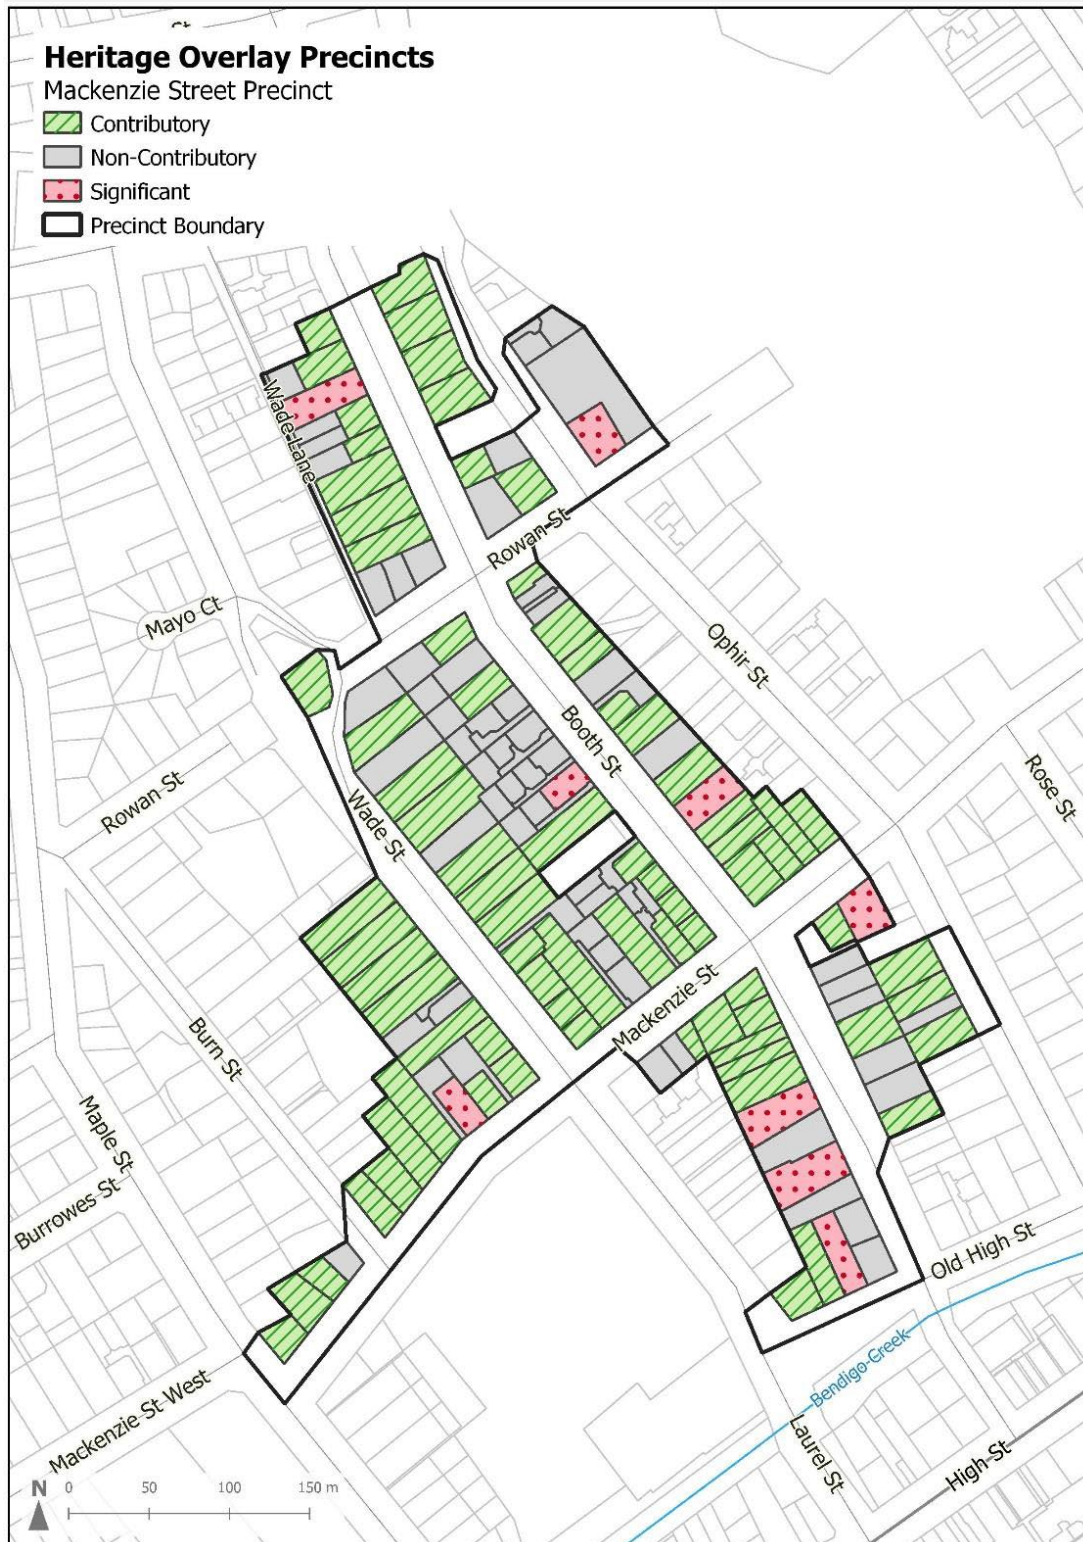 St
Heritage Overlay Precincts
Mackenzie Street Precinct
Contributory
Non-Contributory
Significant
Precinct Boundary
Wade Lane
Rowan St
Mayo Ct
Ophir St
Booth St
Rose St
Rowan St
Wade St
Mackenzie St
Burn St
Maple St
Burrowes St
Old High St
Bendigo Creek
Mackenzie St West
Laurel St
High St
N 0 50 100 150 m